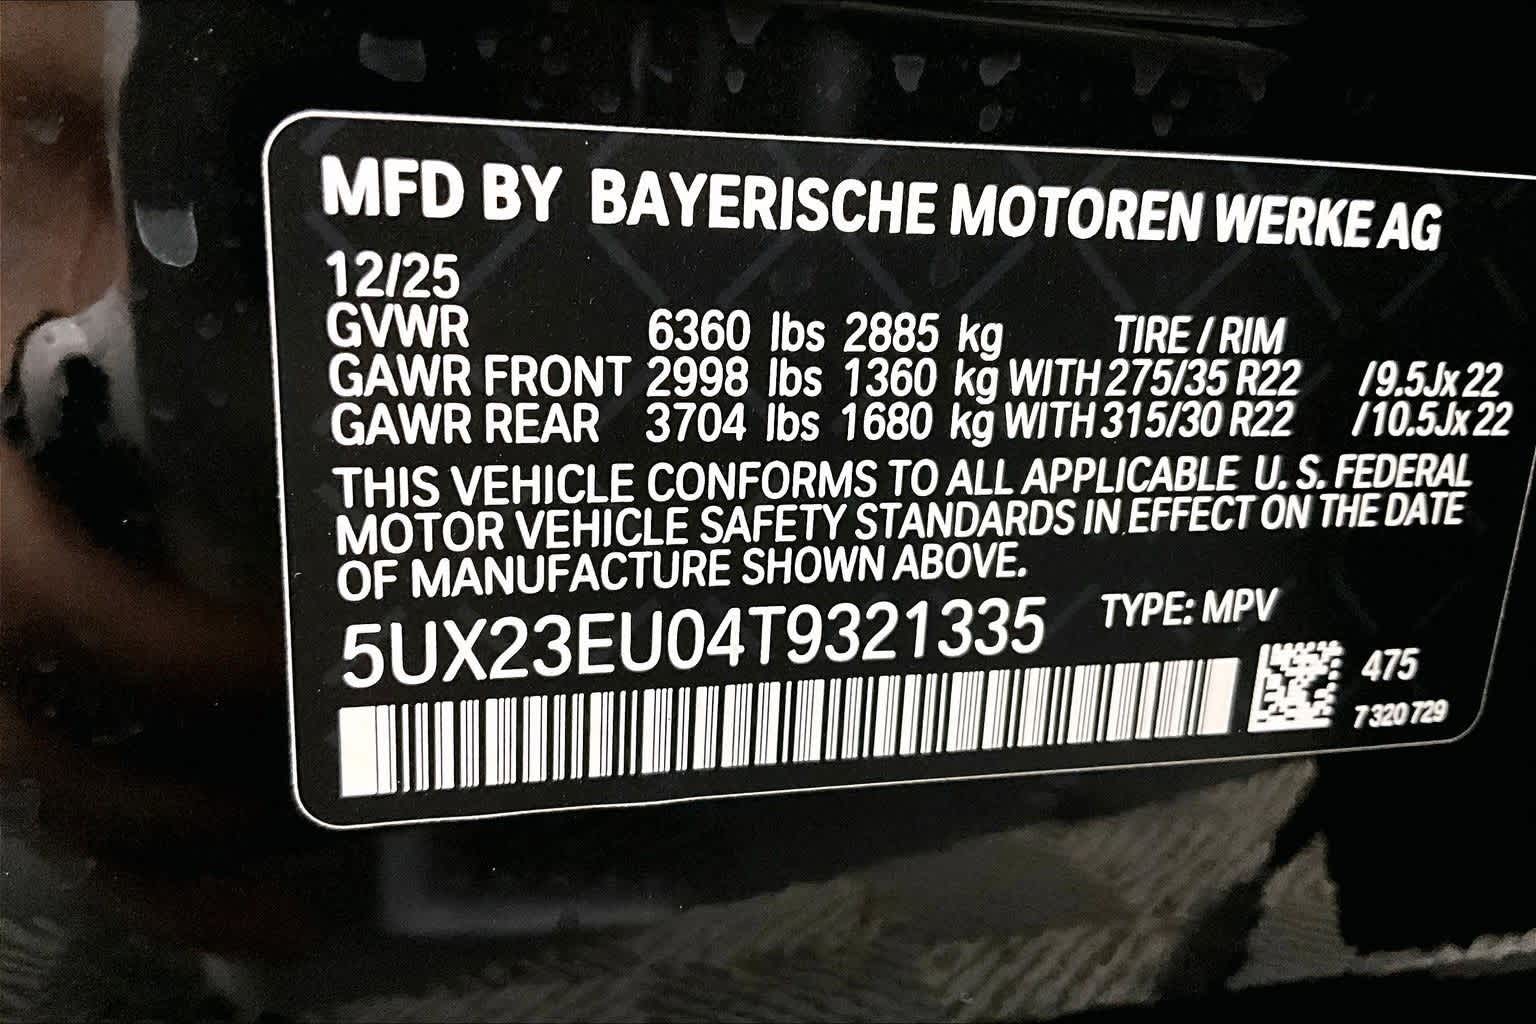 MFD BY BAYERISCHE MOTOREN WERKE AG
12/25
GVWR 6360 lbs 2885 kg TIRE / RIM
GAWR FRONT 2998 lbs 1360 kg WITH 275/35 R22 /9.5Jx22
GAWR REAR 3704 lbs 1680 kg WITH 315/30 R22 /10.5Jx22
THIS VEHICLE CONFORMS TO ALL APPLICABLE U. S. FEDERAL
MOTOR VEHICLE SAFETY STANDARDS IN EFFECT ON THE DATE
OF MANUFACTURE SHOWN ABOVE.
5UX23EU04T9321335 TYPE: MPV
475
7 320 729